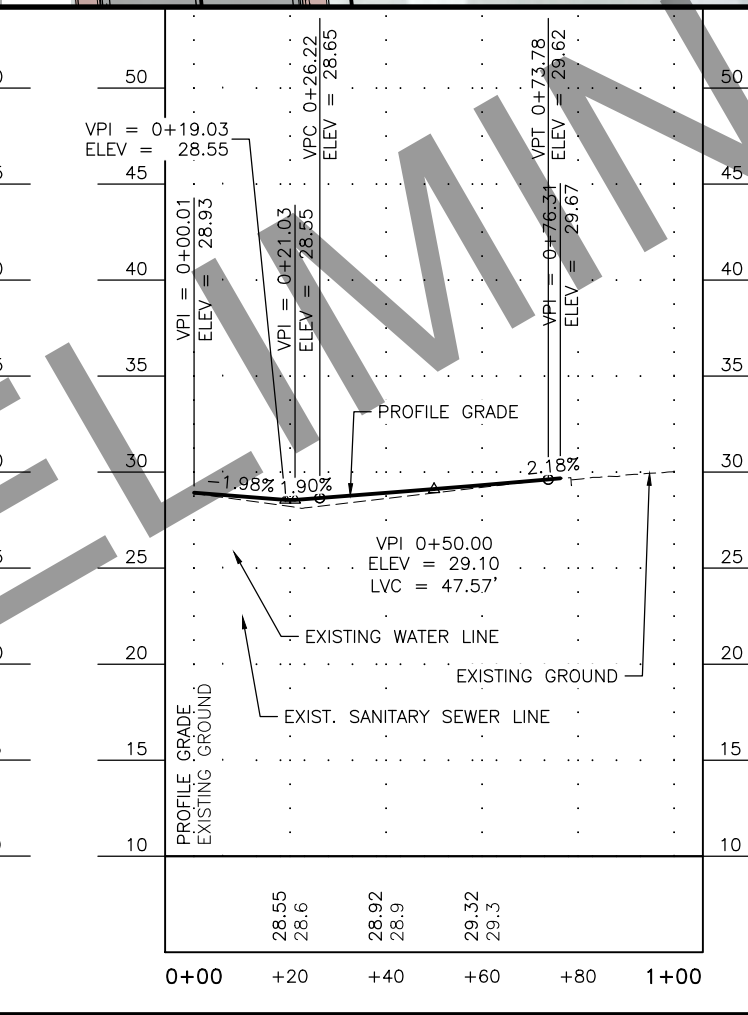 VPC 0+26.22
ELEV = 28.65
VPT 0+73.78
ELEV = 29.62
VPI = 0+19.03
ELEV = 28.55
VPI = 0+00.01
ELEV = 28.93
VPI = 0+21.03
ELEV = 28.55
VPI = 0+76.31
ELEV = 29.67
50
45
40
35
30
25
20
15
10
50
45
40
35
30
25
20
15
10
PROFILE GRADE
-1.98%
1.90%
2.18%
VPI 0+50.00
ELEV = 29.10
LVC = 47.57'
EXISTING WATER LINE
EXISTING GROUND
EXIST. SANITARY SEWER LINE
PROFILE GRADE
EXISTING GROUND
28.55
28.6
28.92
28.9
29.32
29.3
0+00
+20
+40
+60
+80
1+00
ELIMIN